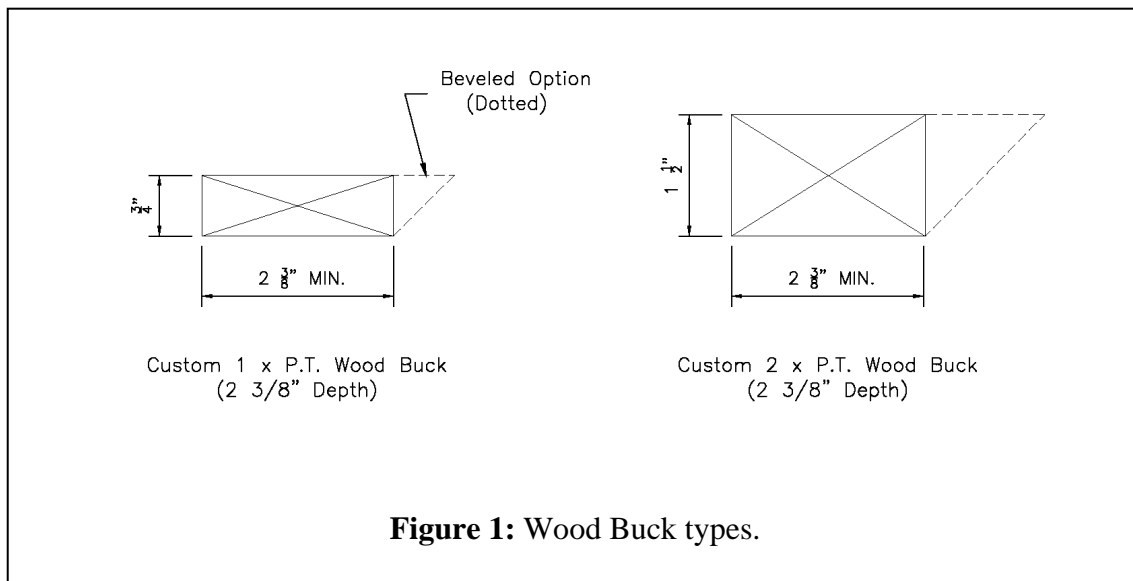 Beveled Option
(Dotted)
3/4"
2 3/8" MIN.
Custom 1 x P.T. Wood Buck
(2 3/8" Depth)
1 1/2"
2 3/8" MIN.
Custom 2 x P.T. Wood Buck
(2 3/8" Depth)
Figure 1: Wood Buck types.